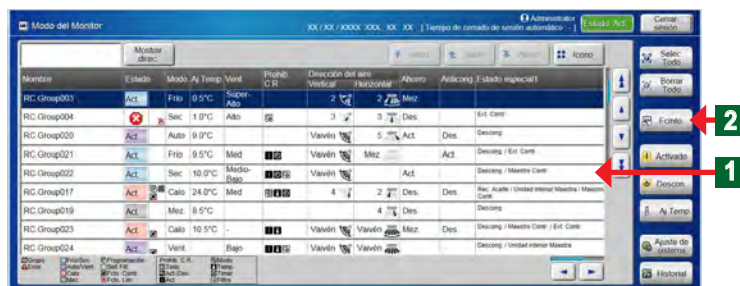 Modo del Monitor
XX / XX / XXXX XXX. XX XX [Tiempo de cerrado de sesión automático : - ]
Administrator
Estado: Act.
Cerrar sesión
Mostrar direc.
Icono
Selec. Todo
Borrar Todo
Fcinto.
2
Activado
Descon.
Aj Temp
Ajuste de sistema
Historial
Nombre Estado Modo Aj Temp Vent Prohib. C.R. Dirección del aire Vertical Horizontal Ahorro Anticong. Estado especial1
RC Group003 Act. Frio 0.5°C Super-Alto 2 2 Mez.
RC Group004 Sec 1.0°C Alto 3 3 Des. Ext. Contr.
RC Group020 Act. Auto 9.0°C Vaivén 5 Act. Des. Descong.
RC Group021 Act. Frio 9.5°C Med Vaivén Mez. Act. Descong. / Ext. Contr.
RC Group022 Act. Sec 10.0°C Medio-Bajo Vaivén Act. Descong. / Maestro Contr.
1
RC Group017 Act. Calo 24.0°C Med 4 2 Des. Des. Rec. Aceite / Unidad interior Maestra / Maestro Contr.
RC Group019 Act. Mez. 8.5°C 4 Des. Descong.
RC Group023 Act. Calo 10.5°C - Vaivén Vaivén Mez. Des. Descong. / Maestro Contr. / Ext. Contr.
RC Group024 Act. Vent. Bajo Vaivén Vaivén Des. Des. Descong. / Unidad interior Maestra